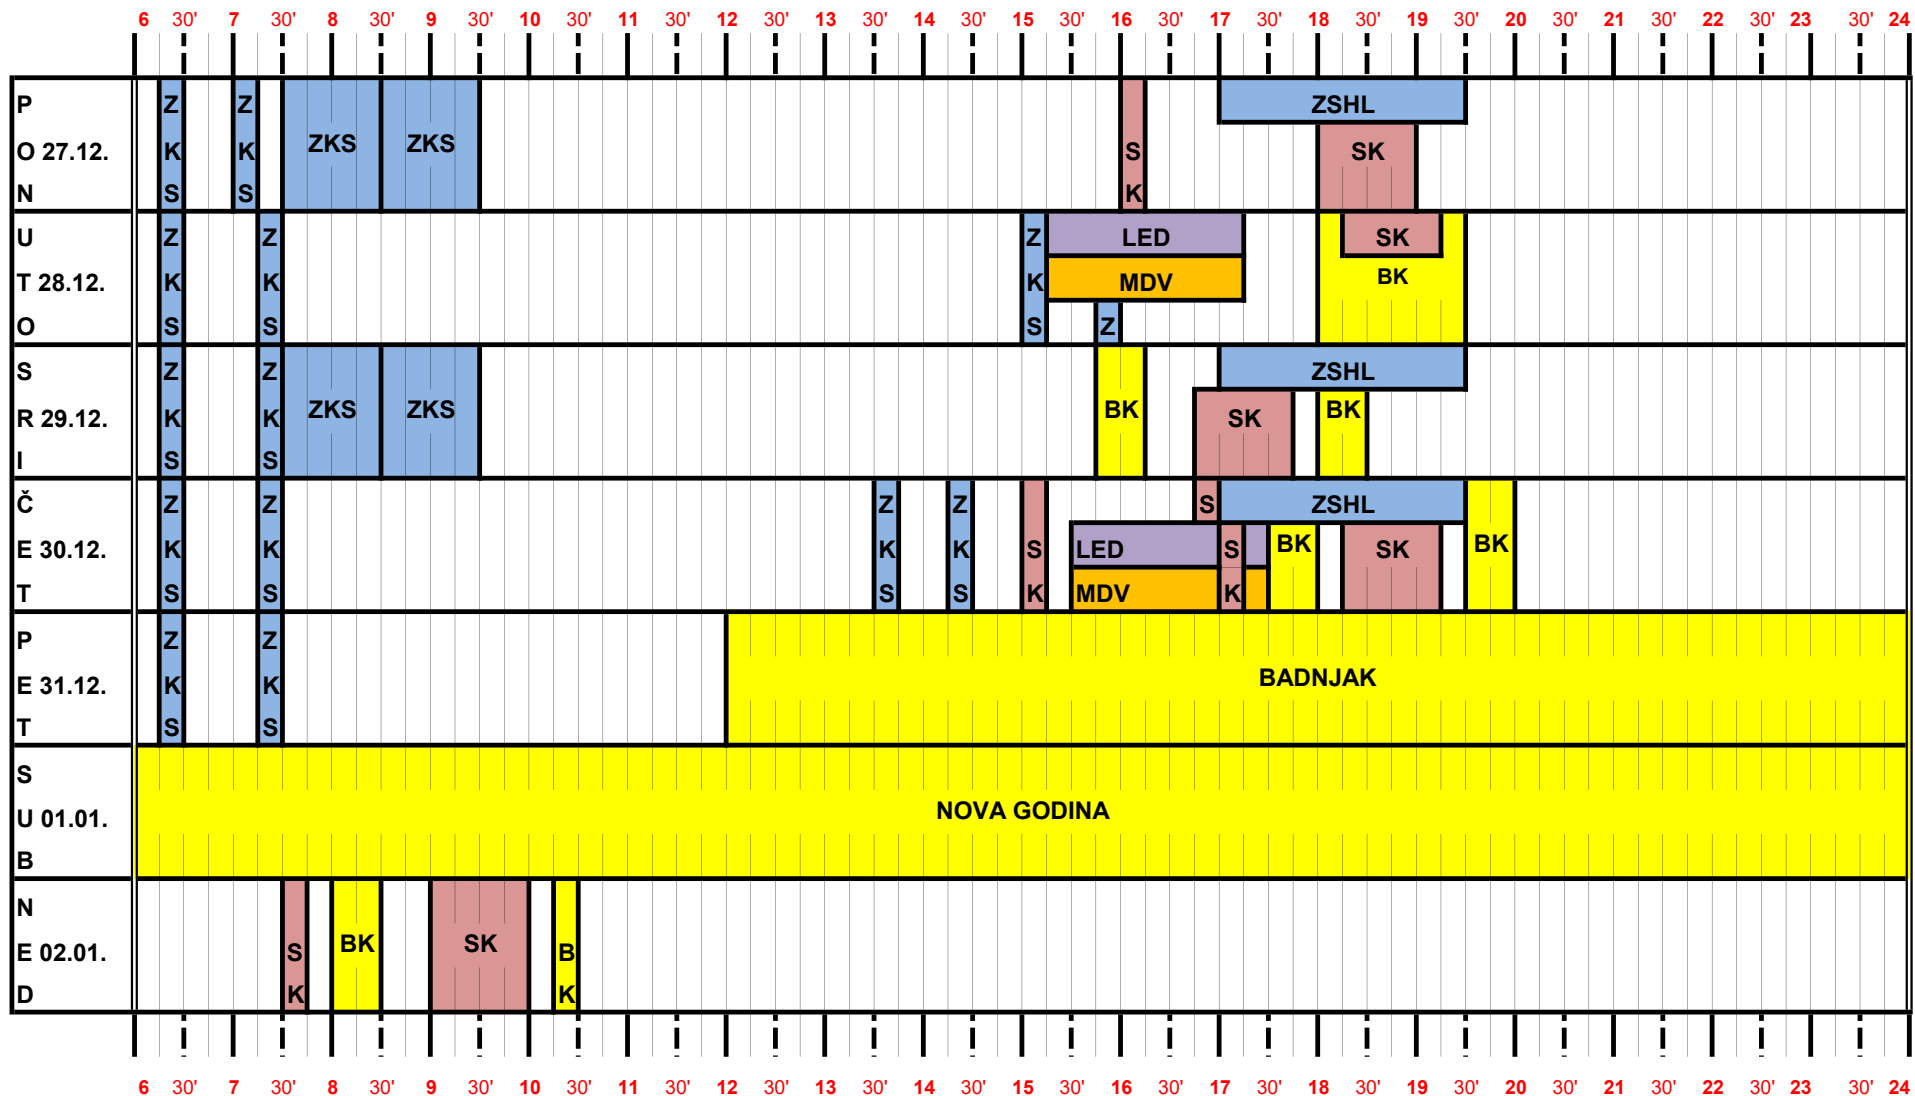 6 30' 7 30' 8 30' 9 30' 10 30' 11 30' 12 30' 13 30' 14 30' 15 30' 16 30' 17 30' 18 30' 19 30' 20 30' 21 30' 22 30' 23 30' 24
P Z Z ZSHL
O 27.12. K K ZKS ZKS S SK
N S S K
U Z Z Z LED SK
T 28.12. K K K MDV BK
O S S S Z
S Z Z ZSHL
R 29.12. K K ZKS ZKS BK SK BK
I S S
Č Z Z Z Z S ZSHL
E 30.12. K K K K S LED S BK SK BK
T S S S S K MDV K
P Z Z
E 31.12. K K BADNJAK
T S S
S
U 01.01. NOVA GODINA
B
N
E 02.01. S BK SK B
D K K
6 30' 7 30' 8 30' 9 30' 10 30' 11 30' 12 30' 13 30' 14 30' 15 30' 16 30' 17 30' 18 30' 19 30' 20 30' 21 30' 22 30' 23 30' 24